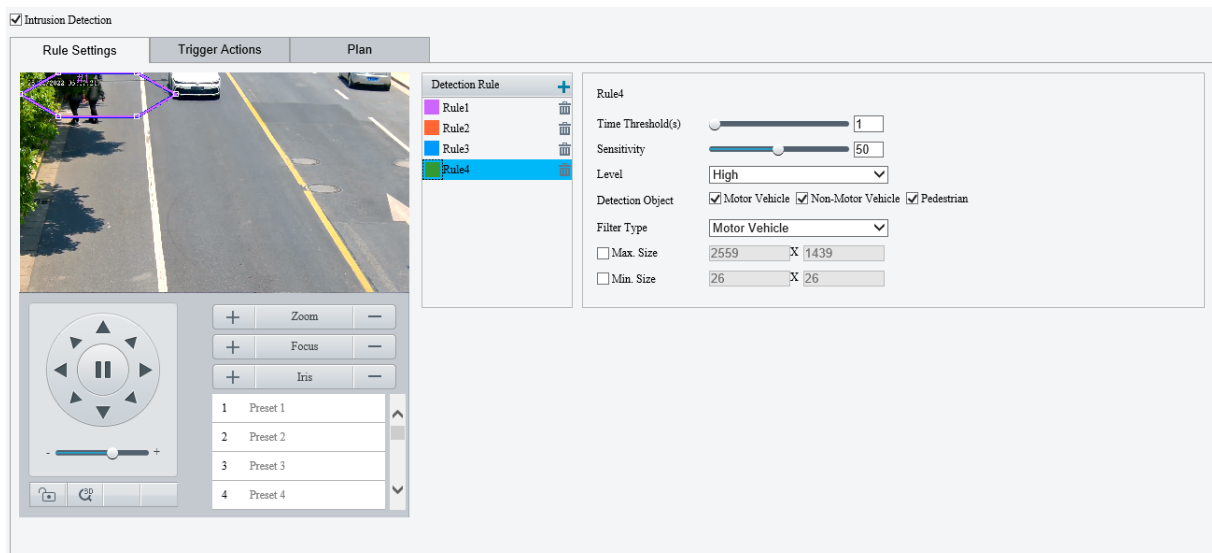 Intrusion Detection
Rule Settings
Trigger Actions
Plan
#1
Detection Rule
Rule1
Rule2
Rule3
Rule4
Rule4
Time Threshold(s)
1
Sensitivity
50
Level
High
Detection Object
Motor Vehicle
Non-Motor Vehicle
Pedestrian
Filter Type
Motor Vehicle
Max. Size
2559
X
1439
Min. Size
26
X
26
+ Zoom —
+ Focus —
+ Iris —
1 Preset 1
2 Preset 2
3 Preset 3
4 Preset 4
- +
3D